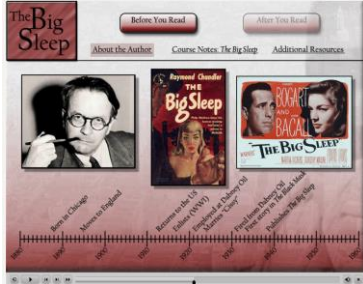 The Big
Sleep
Before You Read
After You Read
About the Author
Course Notes: The Big Sleep
Additional Resources
Raymond Chandler
THE
Big Sleep
BOGART
AND
BACALL
THE BIG SLEEP
Born in Chicago
Moves to England
Returns to the US
Enlists (WWI)
Employed at Dabney Oil
Marries "Cissy"
Fired from Dabney Oil
First story in The Black Mask
Publishes The Big Sleep
1880
1890
1900
1910
1920
1930
1940
1950
1960